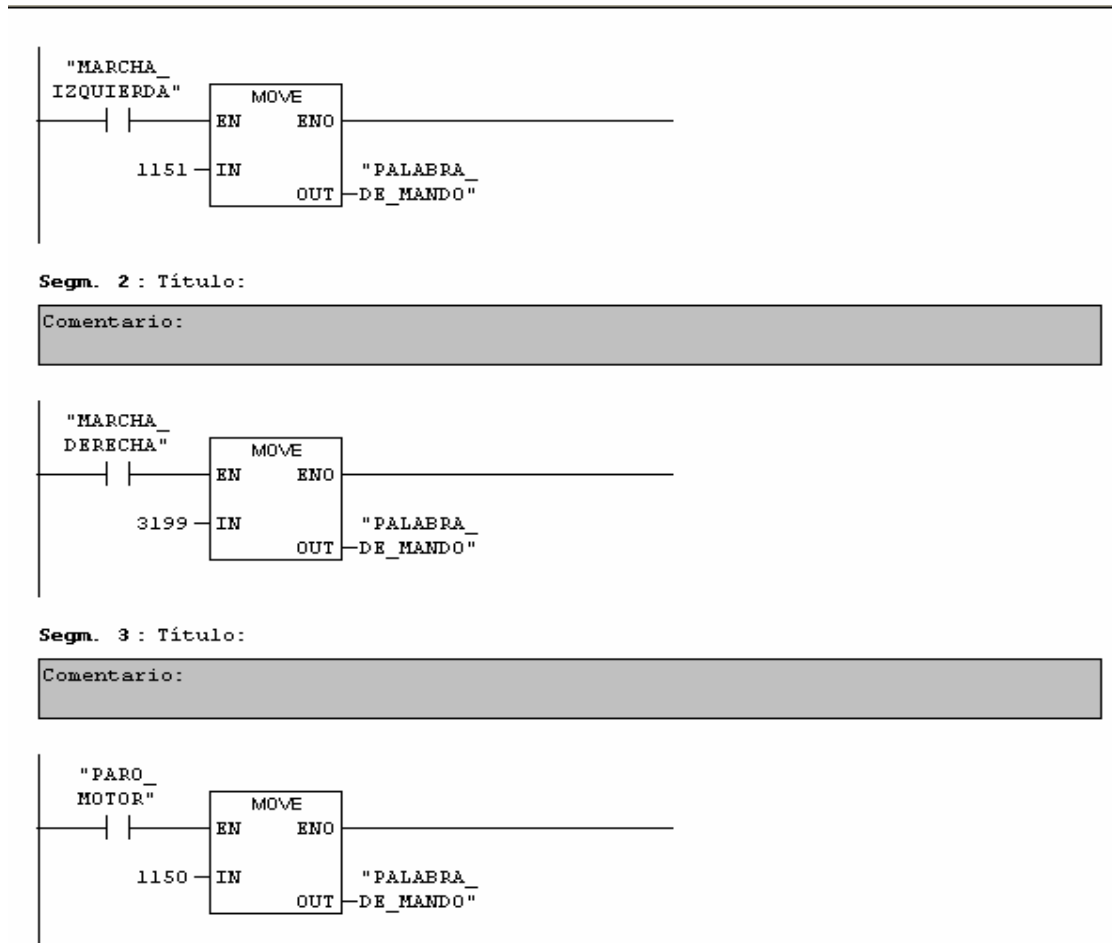 "MARCHA_
IZQUIERDA"
MOVE
EN ENO
1151 IN "PALABRA_
OUT DE_MANDO"
Segm. 2 : Título:
Comentario:
"MARCHA_
DERECHA"
MOVE
EN ENO
3199 IN "PALABRA_
OUT DE_MANDO"
Segm. 3 : Título:
Comentario:
"PARO_
MOTOR"
MOVE
EN ENO
1150 IN "PALABRA_
OUT DE_MANDO"